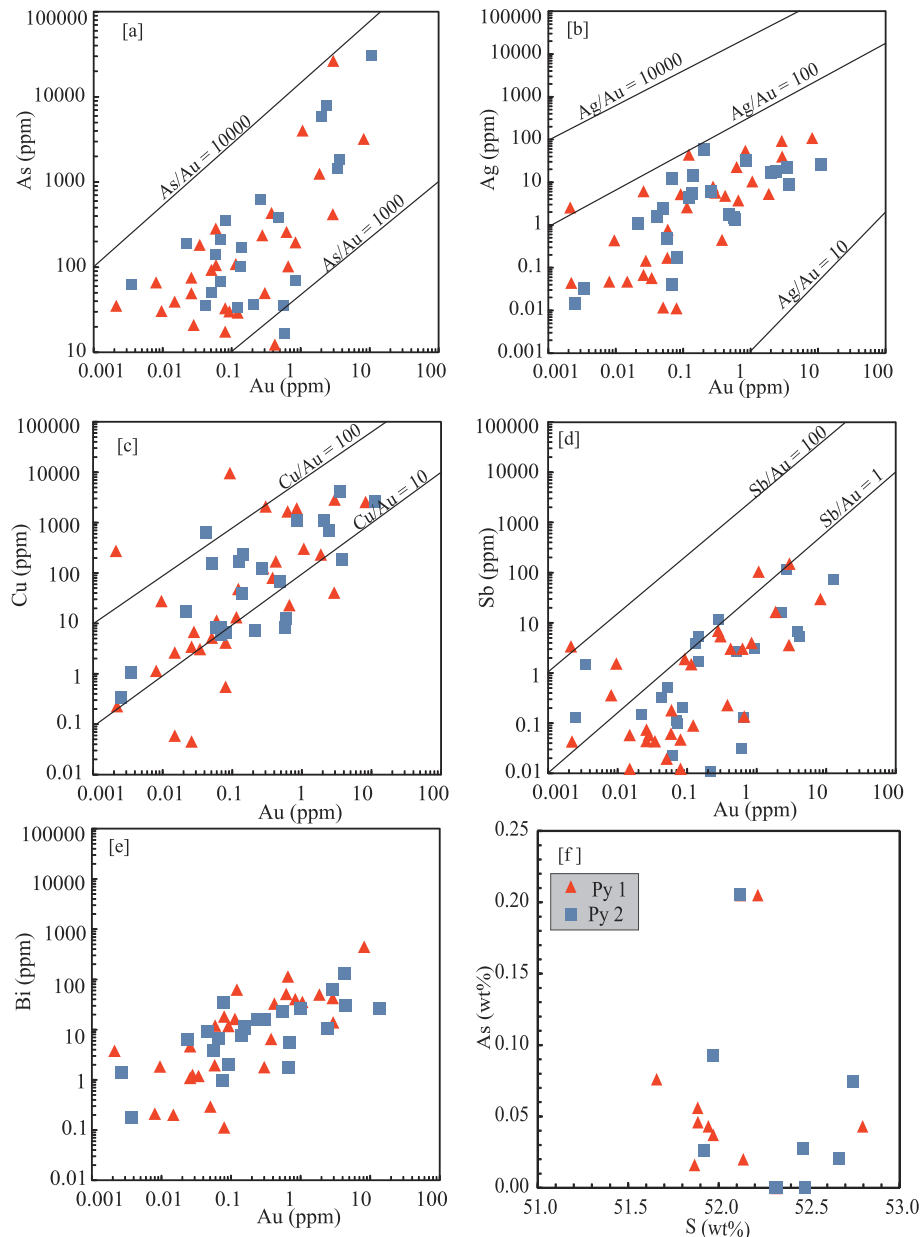 [a]
As (ppm)
100000
10000
1000
100
10
As/Au = 10000
As/Au = 1000
0.001 0.01 0.1 1 10 100
Au (ppm)
[b]
Ag (ppm)
100000
10000
1000
100
10
1
0.1
0.01
0.001
Ag/Au = 10000
Ag/Au = 100
Ag/Au = 10
0.001 0.01 0.1 1 10 100
Au (ppm)
[c]
Cu (ppm)
100000
10000
1000
100
10
1
0.1
0.01
Cu/Au = 100
Cu/Au = 10
0.001 0.01 0.1 1 10 100
Au (ppm)
[d]
Sb (ppm)
100000
10000
1000
100
10
1
0.1
0.01
Sb/Au = 100
Sb/Au = 1
0.001 0.01 0.1 1 10 100
Au (ppm)
[e]
Bi (ppm)
100000
10000
1000
100
10
1
0.1
0.01
0.001 0.01 0.1 1 10 100
Au (ppm)
[f]
Py 1
Py 2
As (wt%)
0.25
0.20
0.15
0.10
0.05
0.00
51.0 51.5 52.0 52.5 53.0
S (wt%)